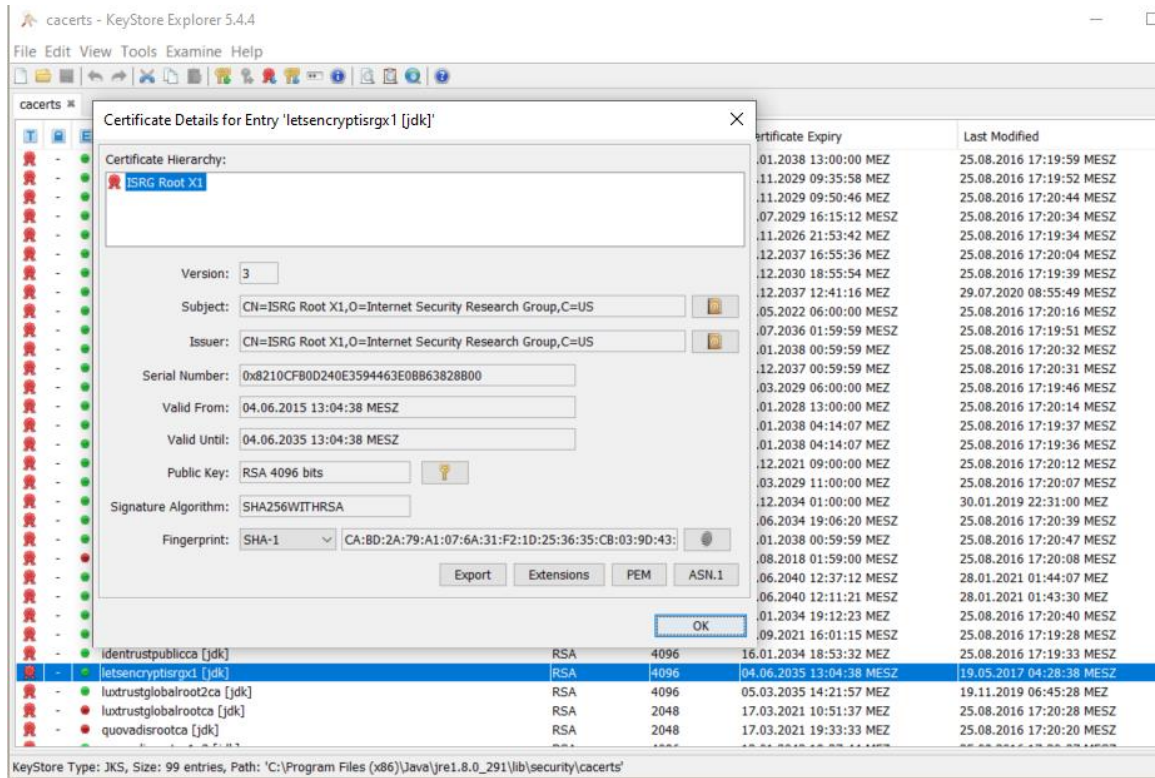 cacerts - KeyStore Explorer 5.4.4
File Edit View Tools Examine Help
cacerts
Certificate Details for Entry 'letsencryptisrgx1 [jdk]'
Certificate Hierarchy:
ISRG Root X1
Version: 3
Subject: CN=ISRG Root X1,O=Internet Security Research Group,C=US
Issuer: CN=ISRG Root X1,O=Internet Security Research Group,C=US
Serial Number: 0x8210CFB0D240E3594463E0BB63828B00
Valid From: 04.06.2015 13:04:38 MESZ
Valid Until: 04.06.2035 13:04:38 MESZ
Public Key: RSA 4096 bits
Signature Algorithm: SHA256WITHRSA
Fingerprint: SHA-1 CA:BD:2A:79:A1:07:6A:31:F2:1D:25:36:35:CB:03:9D:43:
Export Extensions PEM ASN.1
OK
T E ertificate Expiry Last Modified
.01.2038 13:00:00 MEZ 25.08.2016 17:19:59 MESZ
.11.2029 09:35:58 MEZ 25.08.2016 17:19:52 MESZ
.11.2029 09:50:46 MEZ 25.08.2016 17:20:44 MESZ
.07.2029 16:15:12 MESZ 25.08.2016 17:20:34 MESZ
.11.2026 21:53:42 MEZ 25.08.2016 17:19:34 MESZ
.12.2037 16:55:36 MEZ 25.08.2016 17:20:04 MESZ
.12.2030 18:55:54 MEZ 25.08.2016 17:19:39 MESZ
.12.2037 12:41:16 MEZ 29.07.2020 08:55:49 MESZ
.05.2022 06:00:00 MESZ 25.08.2016 17:20:16 MESZ
.07.2036 01:59:59 MESZ 25.08.2016 17:19:51 MESZ
.01.2038 00:59:59 MEZ 25.08.2016 17:20:32 MESZ
.12.2037 00:59:59 MEZ 25.08.2016 17:20:31 MESZ
.03.2029 06:00:00 MEZ 25.08.2016 17:19:46 MESZ
.01.2028 13:00:00 MEZ 25.08.2016 17:20:14 MESZ
.01.2038 04:14:07 MEZ 25.08.2016 17:19:37 MESZ
.01.2038 04:14:07 MEZ 25.08.2016 17:19:36 MESZ
.12.2021 09:00:00 MEZ 25.08.2016 17:20:12 MESZ
.03.2029 11:00:00 MEZ 25.08.2016 17:20:07 MESZ
.12.2034 01:00:00 MEZ 30.01.2019 22:31:00 MEZ
.06.2034 19:06:20 MESZ 25.08.2016 17:20:39 MESZ
.01.2038 00:59:59 MEZ 25.08.2016 17:20:47 MESZ
.08.2018 01:59:00 MESZ 25.08.2016 17:20:08 MESZ
.06.2040 12:37:12 MESZ 28.01.2021 01:44:07 MEZ
.06.2040 12:11:21 MESZ 28.01.2021 01:43:30 MEZ
.01.2034 19:12:23 MEZ 25.08.2016 17:20:40 MESZ
.09.2021 16:01:15 MESZ 25.08.2016 17:19:28 MESZ
identrustpublicca [jdk] RSA 4096 16.01.2034 18:53:32 MEZ 25.08.2016 17:19:33 MESZ
letsencryptisrgx1 [jdk] RSA 4096 04.06.2035 13:04:38 MESZ 19.05.2017 04:28:38 MESZ
luxtrustglobalroot2ca [jdk] RSA 4096 05.03.2035 14:21:57 MEZ 19.11.2019 06:45:28 MEZ
luxtrustglobalrootca [jdk] RSA 2048 17.03.2021 10:51:37 MEZ 25.08.2016 17:20:28 MESZ
quovadisrootca [jdk] RSA 2048 17.03.2021 19:33:33 MEZ 25.08.2016 17:20:20 MESZ
KeyStore Type: JKS, Size: 99 entries, Path: 'C:\Program Files (x86)\Java\jre1.8.0_291\lib\security\cacerts'